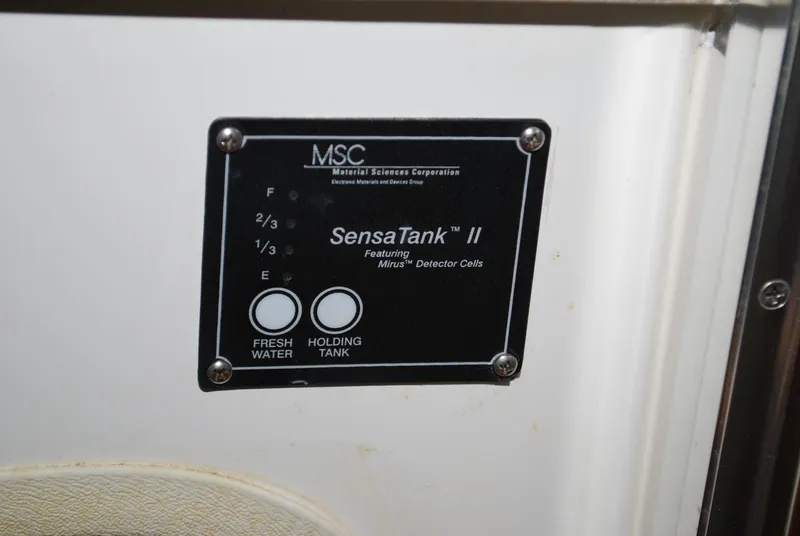 MSC
Material Sciences Corporation
Electronic Materials and Devices Group
F
2/3
1/3
E
SensaTank™ II
Featuring
Mirus™ Detector Cells
FRESH
WATER
HOLDING
TANK